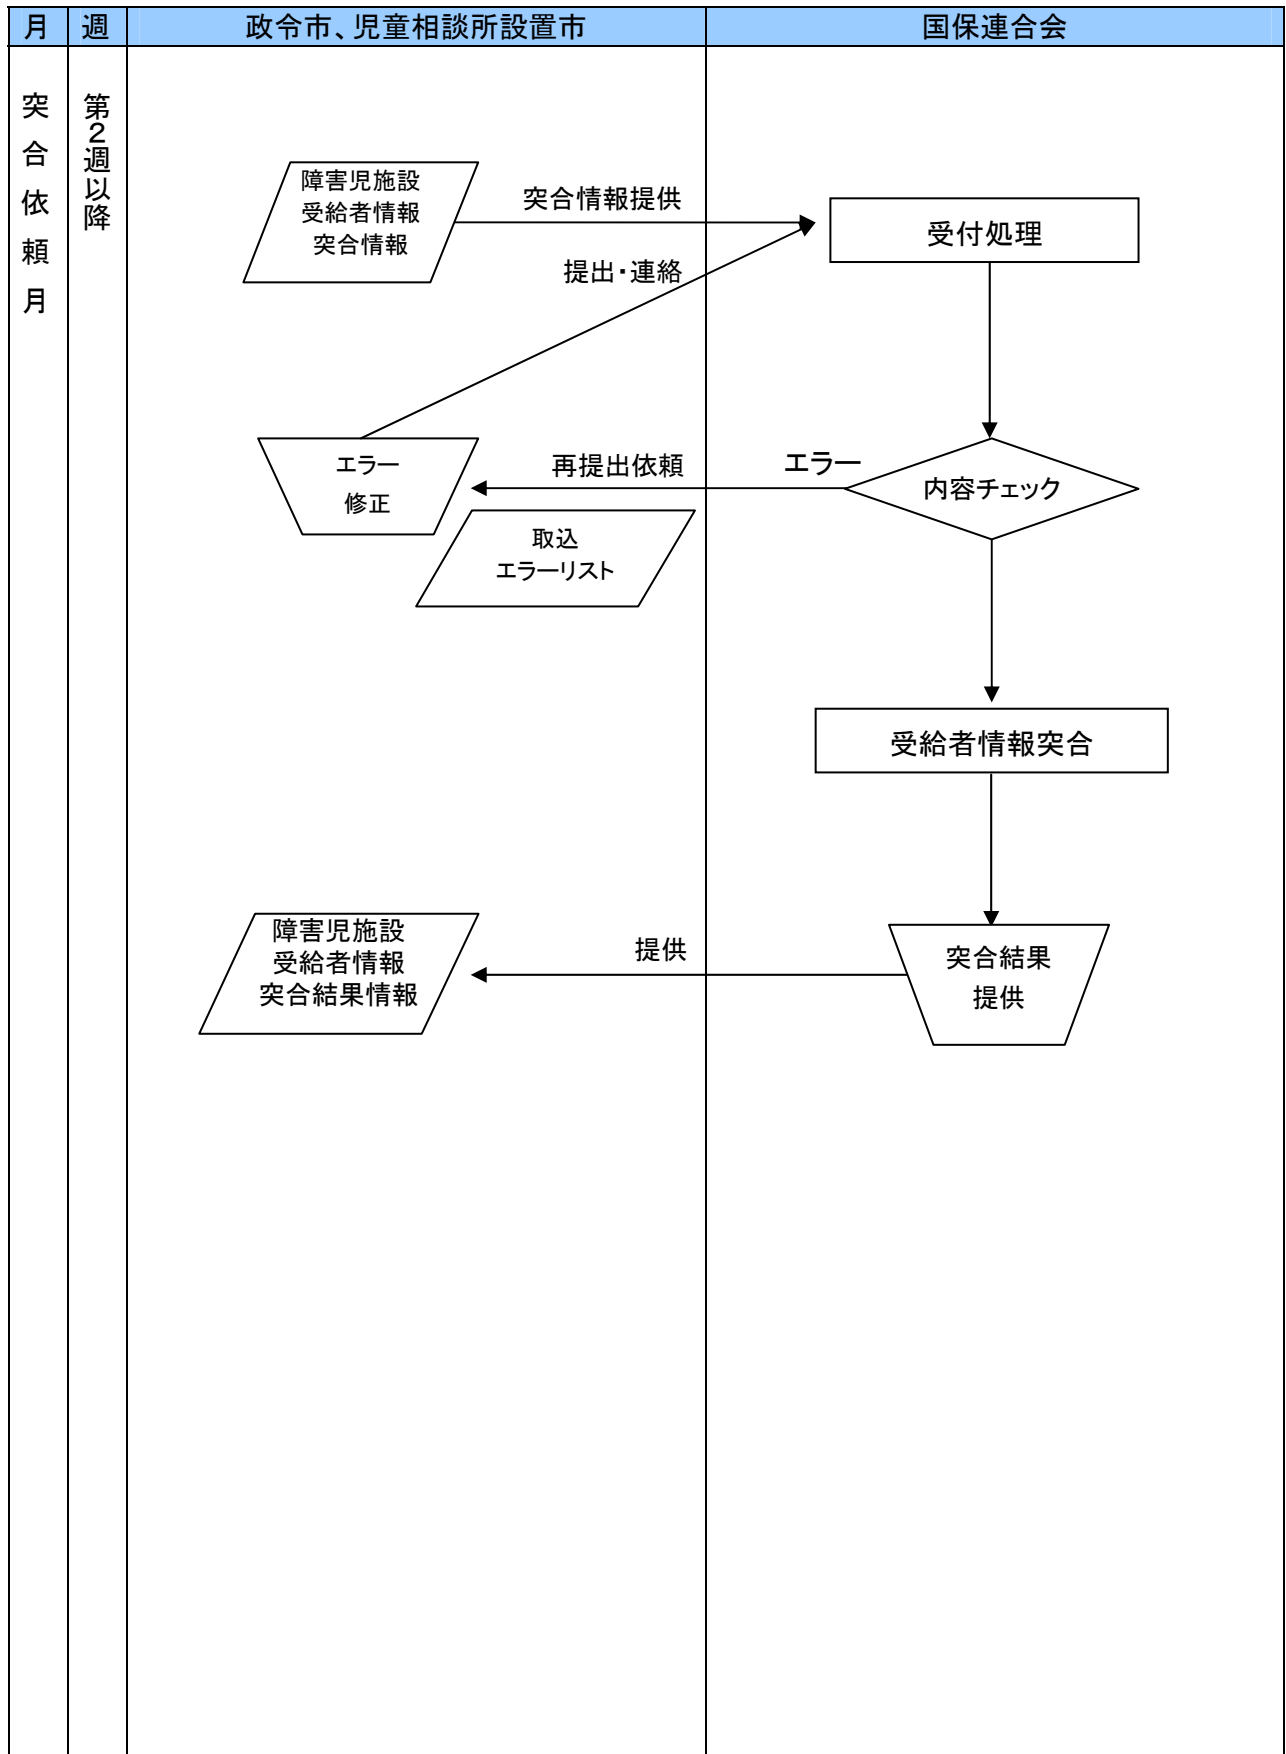 月
週
政令市、児童相談所設置市
国保連合会
突合依頼月
第2週以降
障害児施設
受給者情報
突合情報
突合情報提供
受付処理
提出・連絡
エラー
修正
再提出依頼
エラー
内容チェック
取込
エラーリスト
受給者情報突合
障害児施設
受給者情報
突合結果情報
提供
突合結果
提供